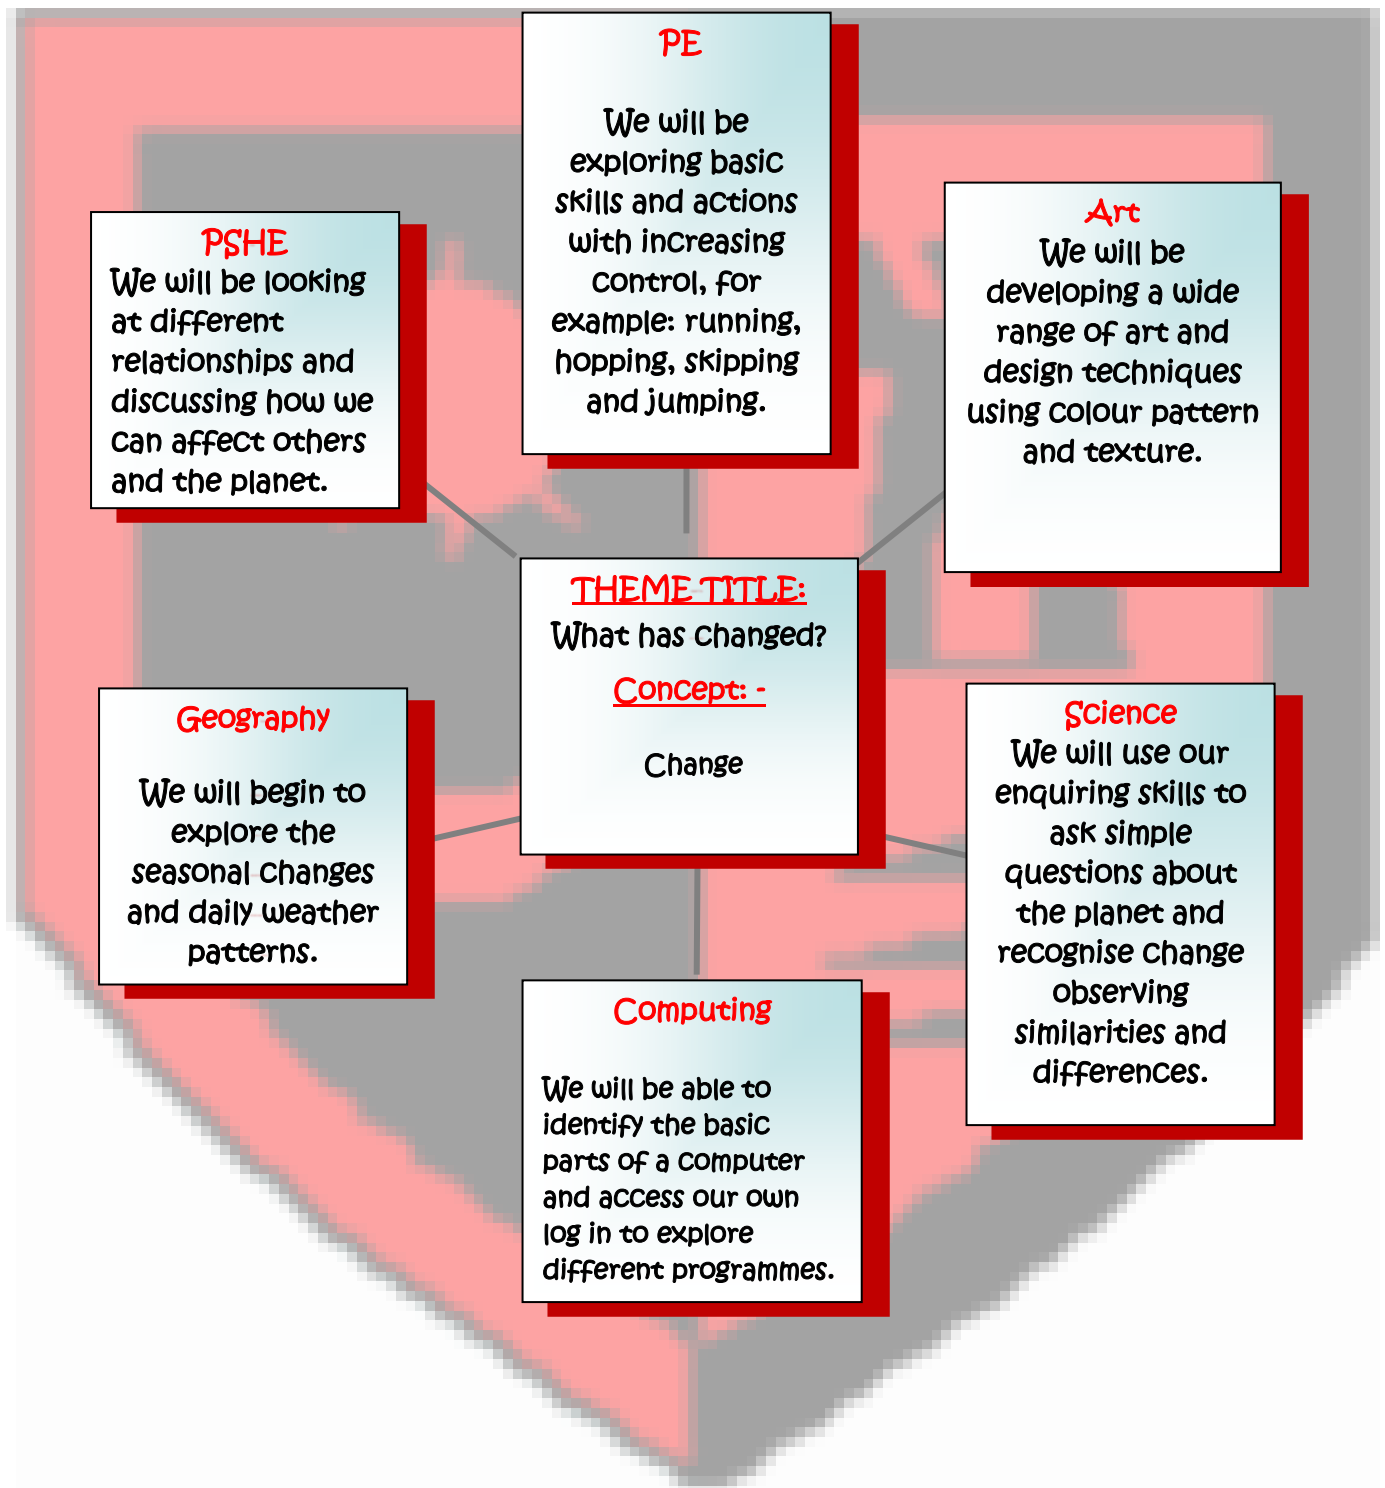 PE
We will be
exploring basic
skills and actions
with increasing
control, for
example: running,
hopping, skipping
and jumping.
PSHE
We will be looking
at different
relationships and
discussing how we
can affect others
and the planet.
Art
We will be
developing a wide
range of art and
design techniques
using colour pattern
and texture.
THEME TITLE:
What has changed?
Concept: -
Change
Geography
We will begin to
explore the
seasonal changes
and daily weather
patterns.
Science
We will use our
enquiring skills to
ask simple
questions about
the planet and
recognise change
observing
similarities and
differences.
Computing
We will be able to
identify the basic
parts of a computer
and access our own
log in to explore
different programmes.